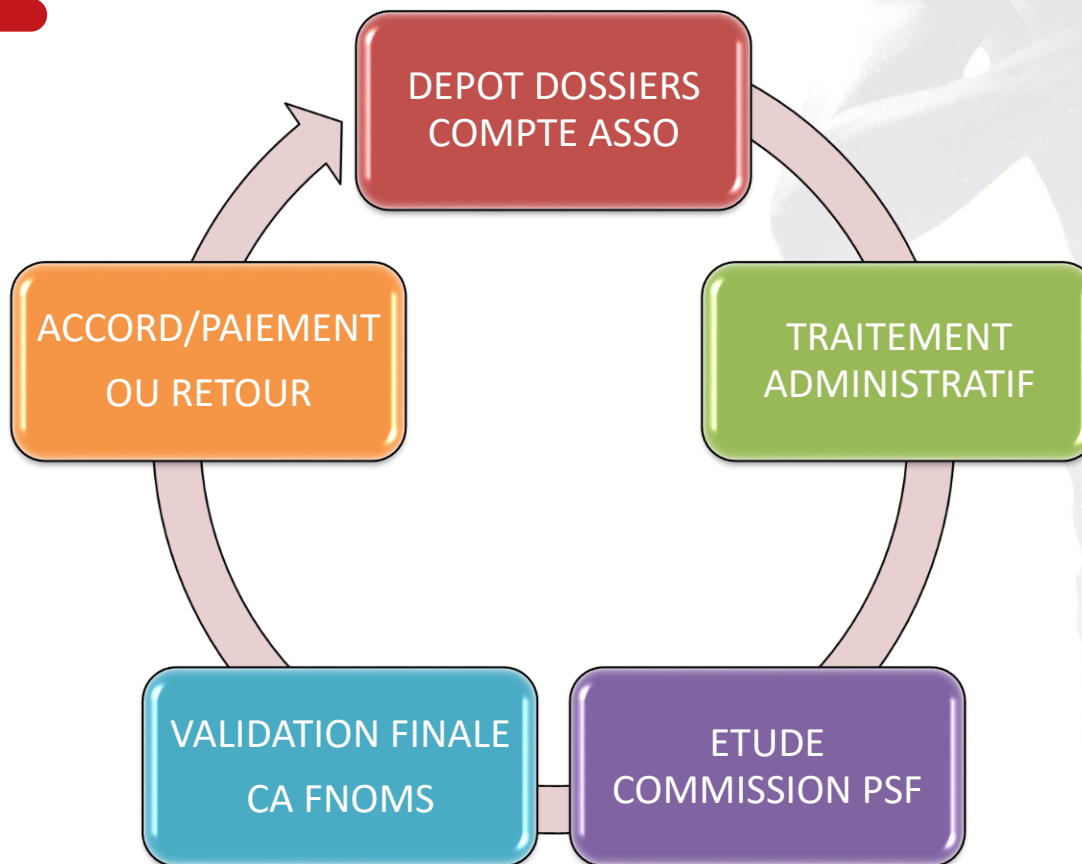 DEPOT DOSSIERS
COMPTE ASSO
TRAITEMENT
ADMINISTRATIF
ETUDE
COMMISSION PSF
VALIDATION FINALE
CA FNOMS
ACCORD/PAIEMENT
OU RETOUR